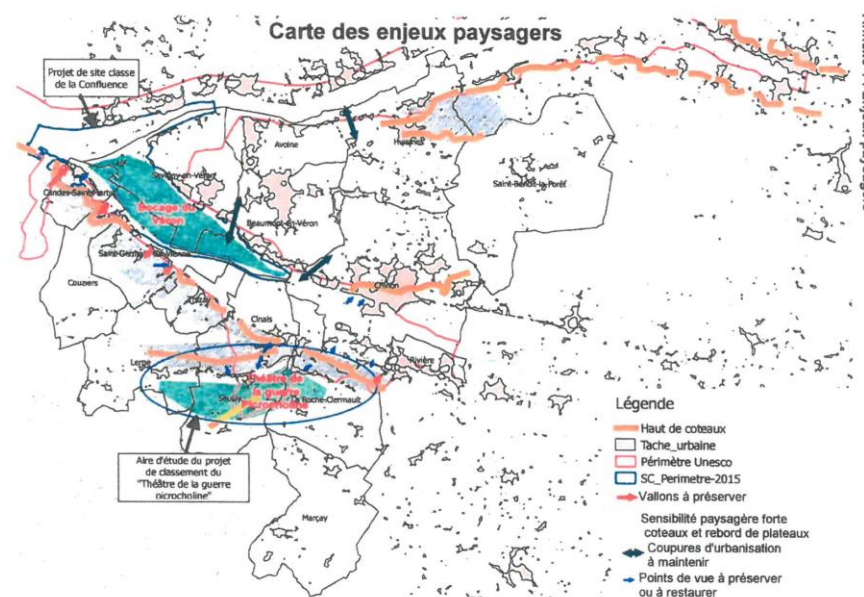 Carte des enjeux paysagers
Projet de site classe
de la Confluence
Avoine
Huismes
Savigny-en-Véron
Saint-Benoît-la-Forêt
Candes-Saint-Martin
Bocage du
Véron
Beaumont-en-Véron
Couziers
Thizay
Chinon
Cinais
Lerné
Rivière
Théâtre de
la guerre
Picrocholine
Seuilly
La Roche-Clermault
Aire d'étude du projet
de classement du
"Théâtre de la guerre
picrocholine"
Marçay
Légende
Haut de coteaux
Tache_urbaine
Périmètre Unesco
SC_Perimetre-2015
Vallons à préserver
Sensibilité paysagère forte
coteaux et rebord de plateaux
Coupures d'urbanisation
à maintenir
Points de vue à préserver
ou à restaurer